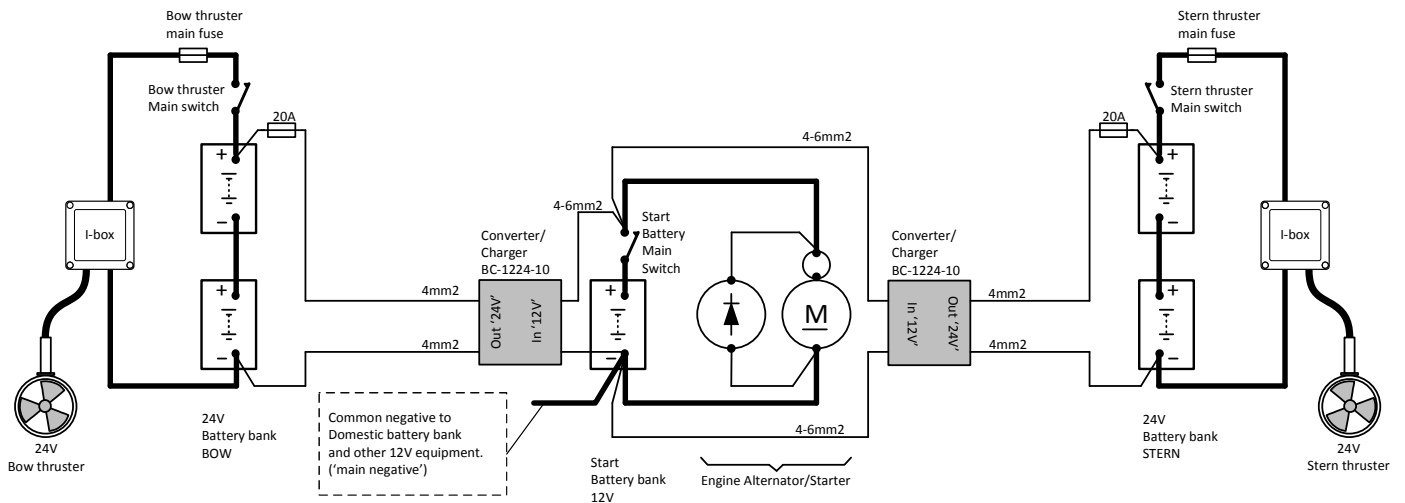 Bow thruster
main fuse
Bow thruster
Main switch
20A
+
−
+
−
I-box
24V
Bow thruster
24V
Battery bank
BOW
4mm2
4mm2
Converter/
Charger
BC-1224-10
Out ‘24V’
In ‘12V’
4-6mm2
Common negative to
Domestic battery bank
and other 12V equipment.
(‘main negative’)
Start
Battery
Main
Switch
+
−
Start
Battery bank
12V
M
Engine Alternator/Starter
4-6mm2
4-6mm2
Converter/
Charger
BC-1224-10
In ‘12V’
Out ‘24V’
4mm2
4mm2
Stern thruster
main fuse
Stern thruster
Main switch
20A
+
−
+
−
I-box
24V
Battery bank
STERN
24V
Stern thruster